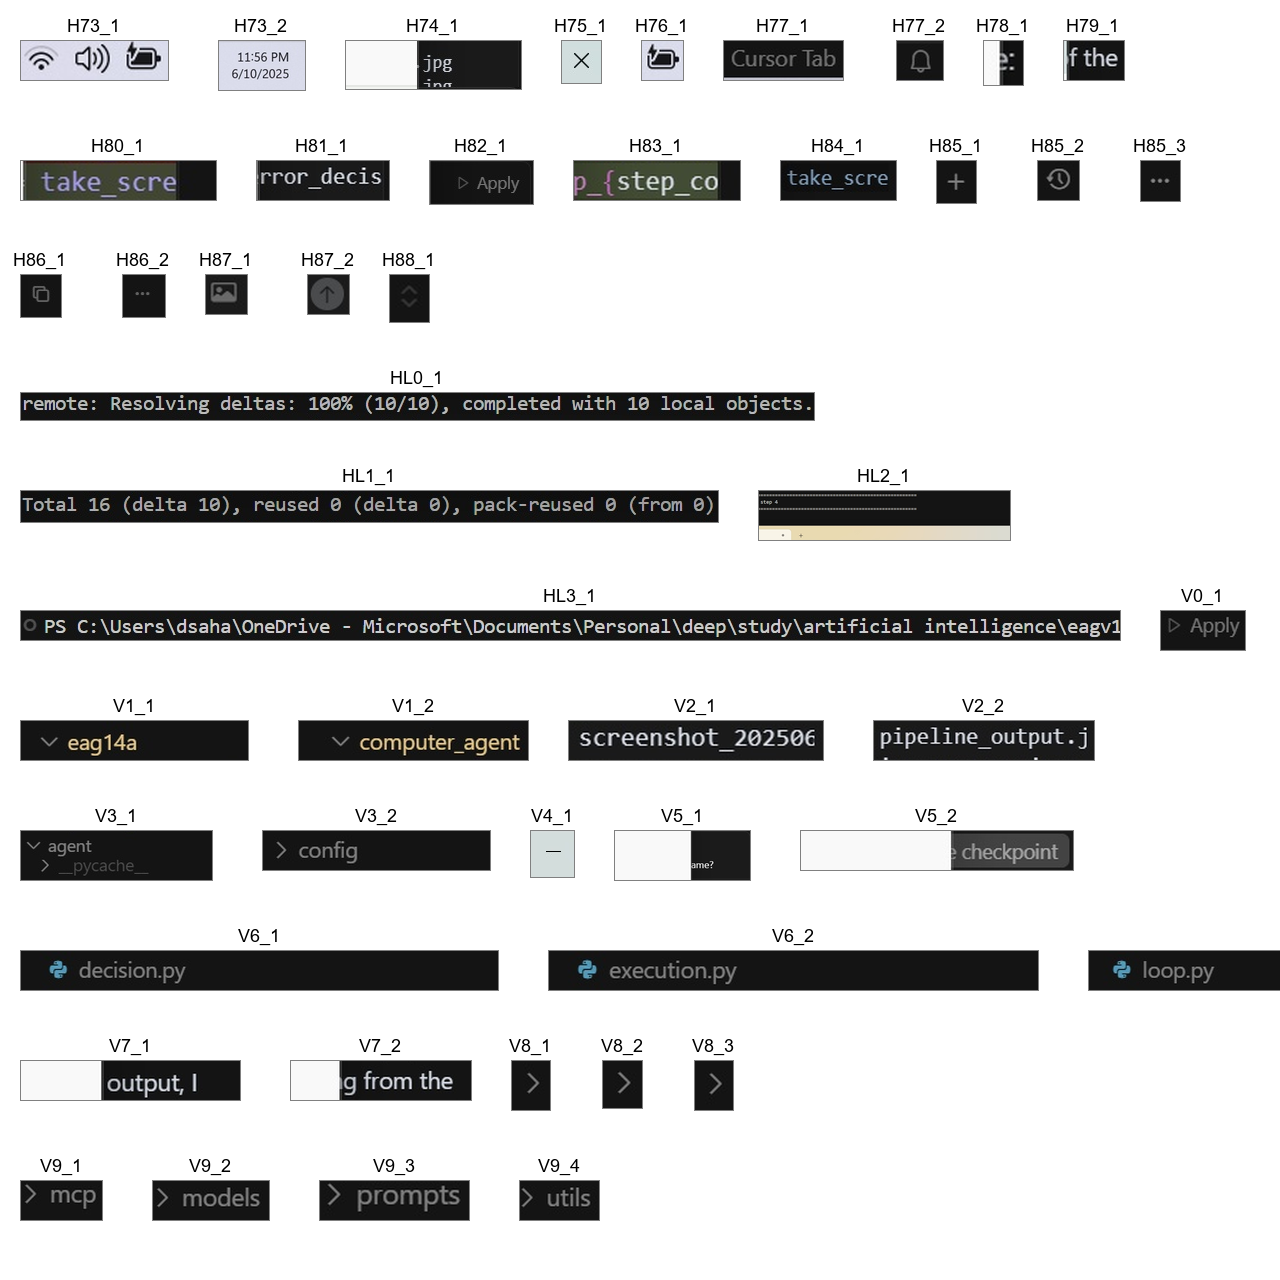 H73_1 H73_2 H74_1 H75_1 H76_1 H77_1 H77_2 H78_1 H79_1
11:56 PM
6/10/2025
.jpg
Cursor Tab
e:
f the
H80_1 H81_1 H82_1 H83_1 H84_1 H85_1 H85_2 H85_3
take_scre
rror_decis
Apply
p_{step_co
take_scre
H86_1 H86_2 H87_1 H87_2 H88_1
HL0_1
remote: Resolving deltas: 100% (10/10), completed with 10 local objects.
HL1_1 HL2_1
Total 16 (delta 10), reused 0 (delta 0), pack-reused 0 (from 0)
step 4
HL3_1 V0_1
PS C:\Users\dsaha\OneDrive - Microsoft\Documents\Personal\deep\study\artificial intelligence\eagv1
Apply
V1_1 V1_2 V2_1 V2_2
eag14a
computer_agent
screenshot_202506
pipeline_output.j
V3_1 V3_2 V4_1 V5_1 V5_2
agent
__pycache__
config
ame?
e checkpoint
V6_1 V6_2
decision.py
execution.py
loop.py
V7_1 V7_2 V8_1 V8_2 V8_3
output, I
g from the
V9_1 V9_2 V9_3 V9_4
mcp
models
prompts
utils